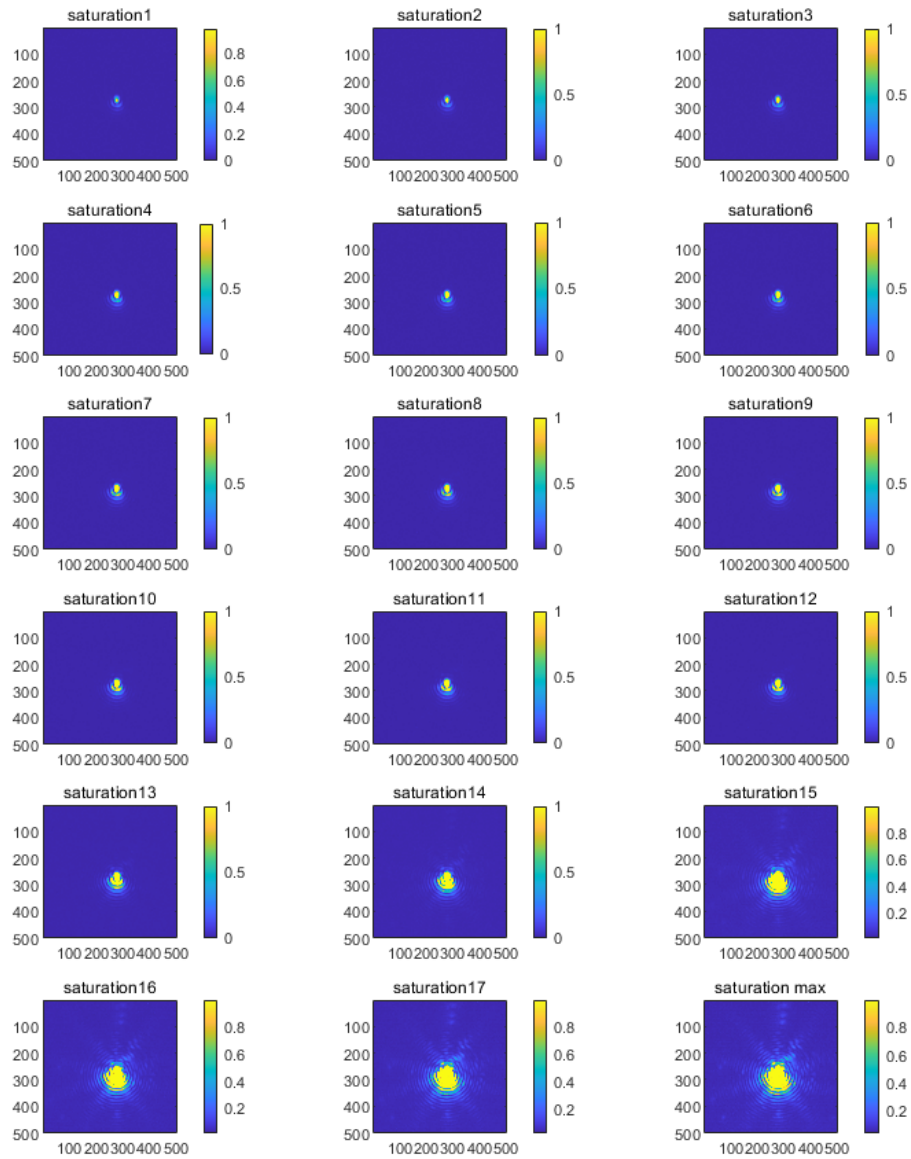 saturation1 saturation2 saturation3
100 1 1
100 0.8 100 100
200 0.6 200 0.5 200 0.5
300 0.4 300 300
400 0.2 400 400
500 0 500 0 500 0
100 200 300 400 500 100 200 300 400 500 100 200 300 400 500
saturation4 saturation5 saturation6
1 1 1
100 100 100
200 0.5 200 0.5 200 0.5
300 300 300
400 400 400
500 0 500 0 500 0
100 200 300 400 500 100 200 300 400 500 100 200 300 400 500
saturation7 saturation8 saturation9
1 1 1
100 100 100
200 0.5 200 0.5 200 0.5
300 300 300
400 400 400
500 0 500 0 500 0
100 200 300 400 500 100 200 300 400 500 100 200 300 400 500
saturation10 saturation11 saturation12
1 1 1
100 100 100
200 0.5 200 0.5 200 0.5
300 300 300
400 400 400
500 0 500 0 500 0
100 200 300 400 500 100 200 300 400 500 100 200 300 400 500
saturation13 saturation14 saturation15
1 1
100 100 100 0.8
200 0.5 200 0.5 200 0.6
300 300 300 0.4
400 400 400 0.2
500 0 500 0 500
100 200 300 400 500 100 200 300 400 500 100 200 300 400 500
saturation16 saturation17 saturation max
100 0.8 100 0.8 100 0.8
200 0.6 200 0.6 200 0.6
300 0.4 300 0.4 300 0.4
400 0.2 400 0.2 400 0.2
500 500 500
100 200 300 400 500 100 200 300 400 500 100 200 300 400 500